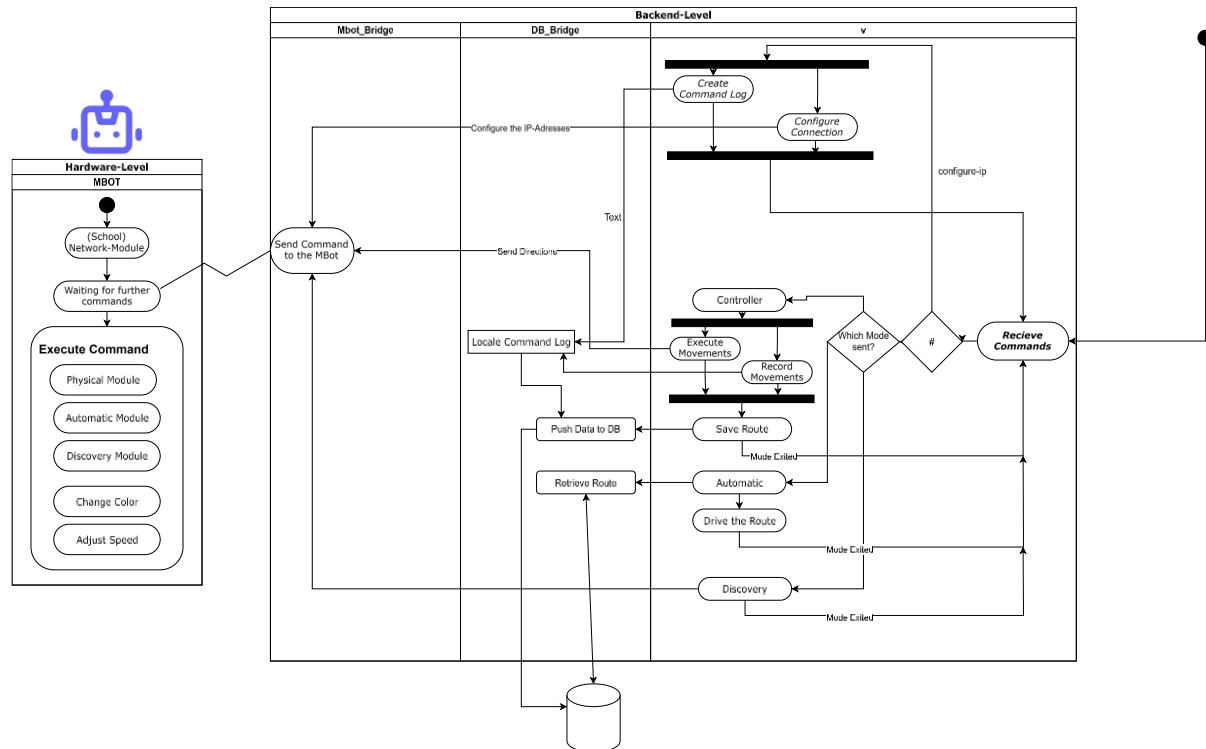 Backend-Level
Mbot_Bridge
DB_Bridge
v
Create
Command Log
Configure
Connection
Configure the IP-Adresses
configure-ip
Text
Hardware-Level
MBOT
(School)
Network-Module
Waiting for further
commands
Execute Command
Physical Module
Automatic Module
Discovery Module
Change Color
Adjust Speed
Send Command
to the MBot
Send Directions
Controller
Locale Command Log
Execute
Movements
Record
Movements
Which Mode
sent?
#
Recieve
Commands
Push Data to DB
Save Route
Mode Exited
Retrieve Route
Automatic
Drive the Route
Mode Exited
Discovery
Mode Exited